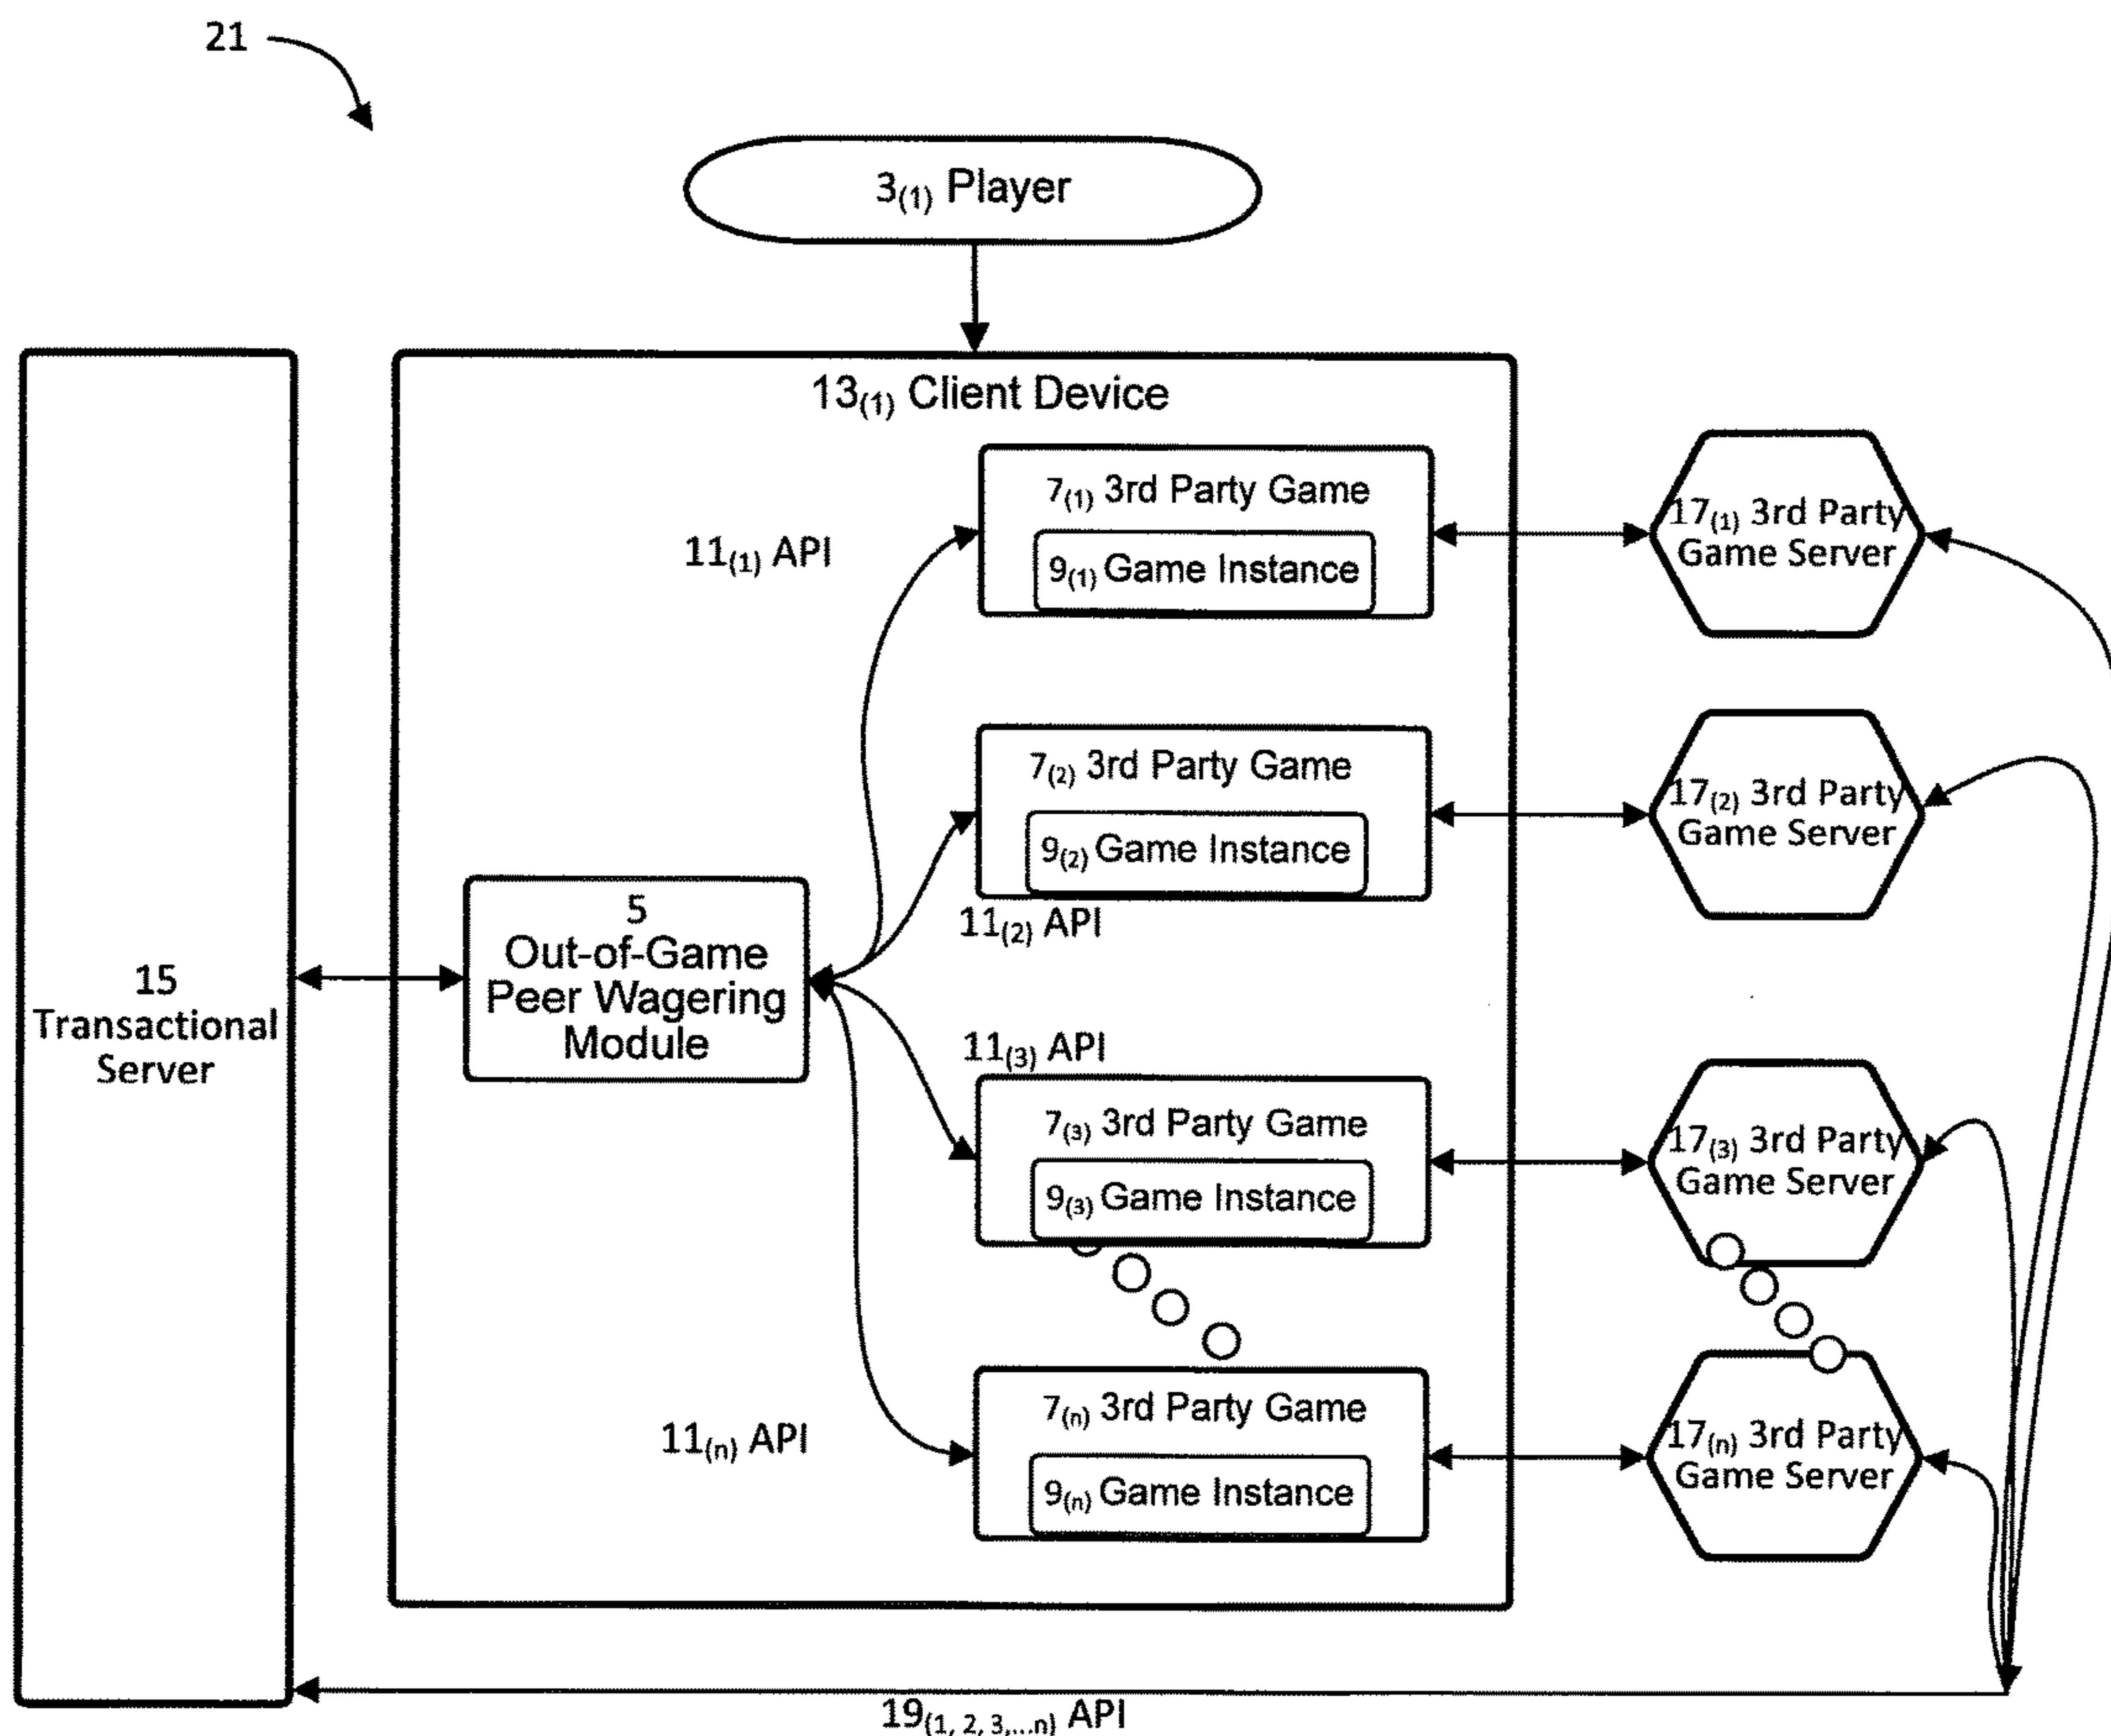 21
3(1) Player
13(1) Client Device
7(1) 3rd Party Game
9(1) Game Instance
11(1) API
17(1) 3rd Party
Game Server
7(2) 3rd Party Game
9(2) Game Instance
11(2) API
17(2) 3rd Party
Game Server
5
Out-of-Game
Peer Wagering
Module
15
Transactional
Server
11(3) API
7(3) 3rd Party Game
9(3) Game Instance
17(3) 3rd Party
Game Server
11(n) API
7(n) 3rd Party Game
9(n) Game Instance
17(n) 3rd Party
Game Server
19(1, 2, 3,...n) API